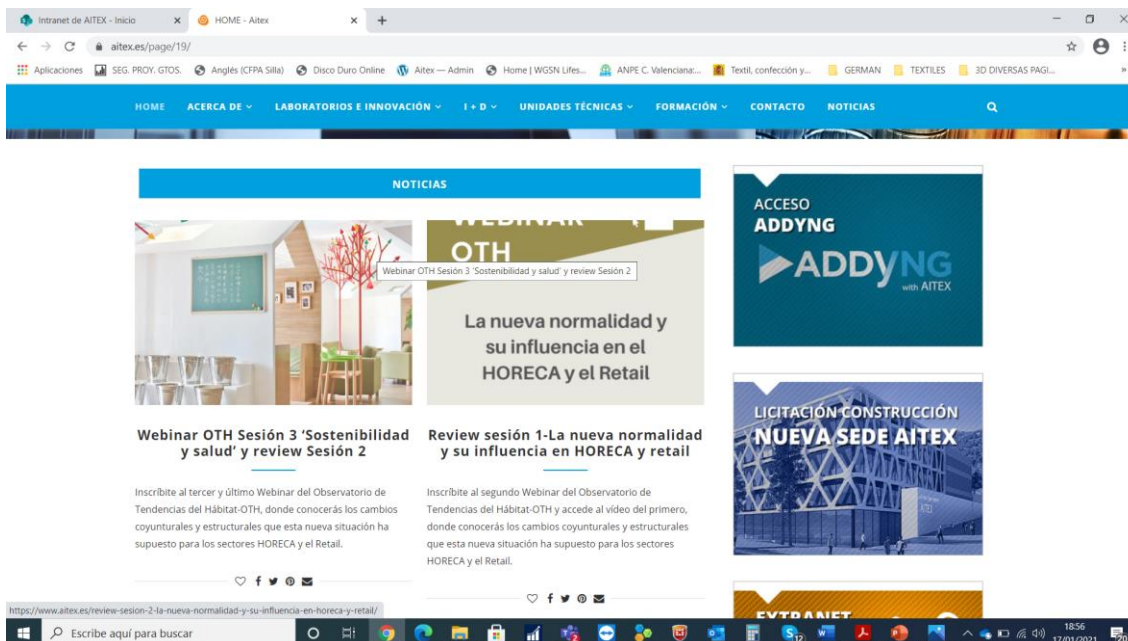 Intranet de AITEX - Inicio
HOME - Aitex
aitex.es/page/19/
Aplicaciones
SEG. PROY. GTOS.
Anglés (CFPA Silla)
Disco Duro Online
Aitex — Admin
Home | WGSN Lifes...
ANPE C. Valenciana:...
Textil, confección y...
GERMAN
TEXTILES
3D DIVERSAS PAGI...
»
HOME
ACERCA DE
LABORATORIOS E INNOVACIÓN
I + D
UNIDADES TÉCNICAS
FORMACIÓN
CONTACTO
NOTICIAS
NOTICIAS
WEBINAR
OTH
Webinar OTH Sesión 3 'Sostenibilidad y salud' y review Sesión 2
La nueva normalidad y
su influencia en el
HORECA y el Retail
Webinar OTH Sesión 3 ‘Sostenibilidad
y salud’ y review Sesión 2
Inscríbite al tercer y último Webinar del Observatorio de
Tendencias del Hábitat-OTH, donde conocerás los cambios
coyunturales y estructurales que esta nueva situación ha
supuesto para los sectores HORECA y el Retail.
Review sesión 1-La nueva normalidad
y su influencia en HORECA y retail
Inscríbite al segundo Webinar del Observatorio de
Tendencias del Hábitat-OTH y accede al vídeo del primero,
donde conocerás los cambios coyunturales y estructurales
que esta nueva situación ha supuesto para los sectores
HORECA y el Retail.
ACCESO
ADDYNG
ADDYNG
with AITEX
LICITACIÓN CONSTRUCCIÓN
NUEVA SEDE AITEX
EXTRANET
https://www.aitex.es/review-sesion-2-la-nueva-normalidad-y-su-influencia-en-horeca-y-retail/
Escribe aquí para buscar
18:56
17/01/2021